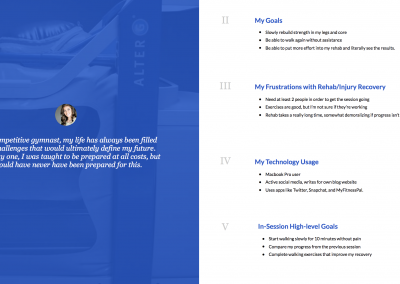 ALTER
mpetitive gymnast, my life has always been filled
hallenges that would ultimately define my future.
y one, I was taught to be prepared at all costs, but
ould have never have been prepared for this.
II
My Goals
Slowly rebuild strength in my legs and core
Be able to walk again without assistance
Be able to put more effort into my rehab and literally see the results.
III
My Frustrations with Rehab/Injury Recovery
Need at least 2 people in order to get the session going
Exercises are good, but I'm not sure if they're working
Rehab takes a really long time, somewhat demoralizing if progress isn't
IV
My Technology Usage
Macbook Pro user
Active social media, writes for own blog website
Uses apps like Twitter, Snapchat, and MyFitnessPal.
V
In-Session High-level Goals
Start walking slowly for 10 minutes without pain
Compare my progress from the previous session
Complete walking exercises that improve my recovery